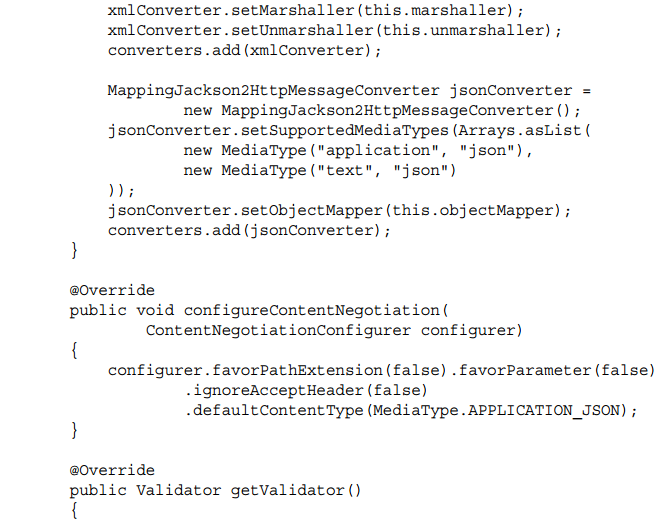 xmlConverter.setMarshaller(this.marshaller);
xmlConverter.setUnmarshaller(this.unmarshaller);
converters.add(xmlConverter);
MappingJackson2HttpMessageConverter jsonConverter =
new MappingJackson2HttpMessageConverter();
jsonConverter.setSupportedMediaTypes(Arrays.asList(
new MediaType("application", "json"),
new MediaType("text", "json")
));
jsonConverter.setObjectMapper(this.objectMapper);
converters.add(jsonConverter);
}
@Override
public void configureContentNegotiation(
ContentNegotiationConfigurer configurer)
{
configurer.favorPathExtension(false).favorParameter(false)
.ignoreAcceptHeader(false)
.defaultContentType(MediaType.APPLICATION_JSON);
}
@Override
public Validator getValidator()
{